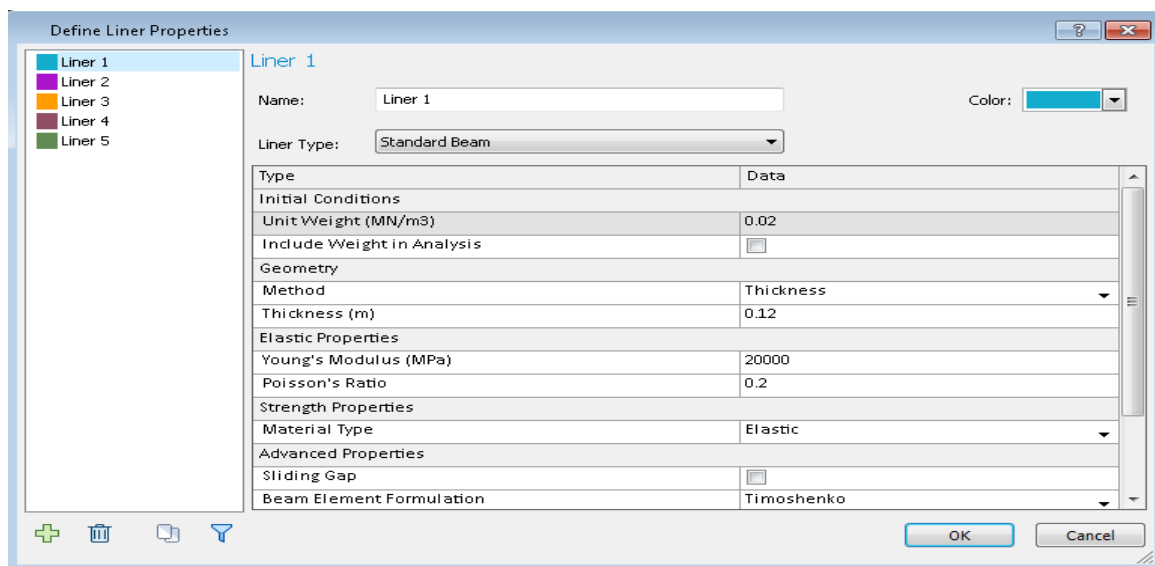 Define Liner Properties
?
Liner 1
Liner 2
Liner 3
Liner 4
Liner 5
Liner 1
Name: Liner 1 Color:
Liner Type: Standard Beam
Type Data
Initial Conditions
Unit Weight (MN/m3) 0.02
Include Weight in Analysis
Geometry
Method Thickness
Thickness (m) 0.12
Elastic Properties
Young's Modulus (MPa) 20000
Poisson's Ratio 0.2
Strength Properties
Material Type Elastic
Advanced Properties
Sliding Gap
Beam Element Formulation Timoshenko
OK Cancel